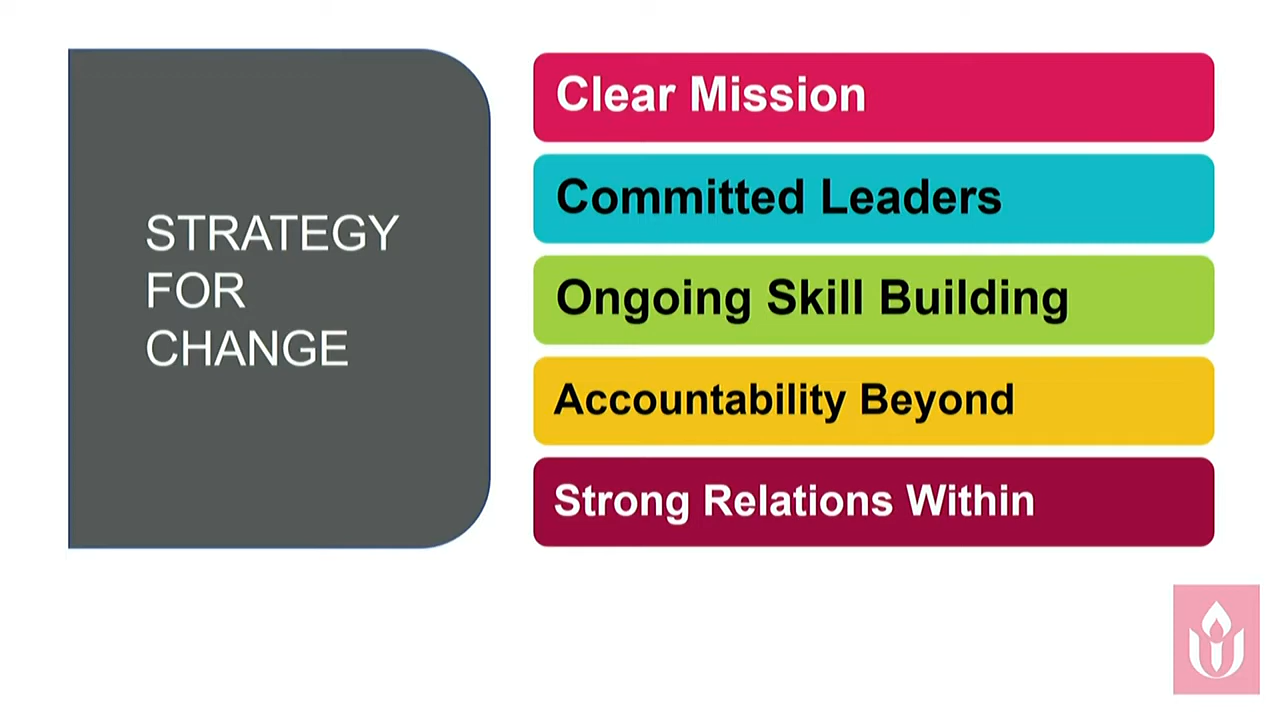 STRATEGY
FOR
CHANGE
Clear Mission
Committed Leaders
Ongoing Skill Building
Accountability Beyond
Strong Relations Within